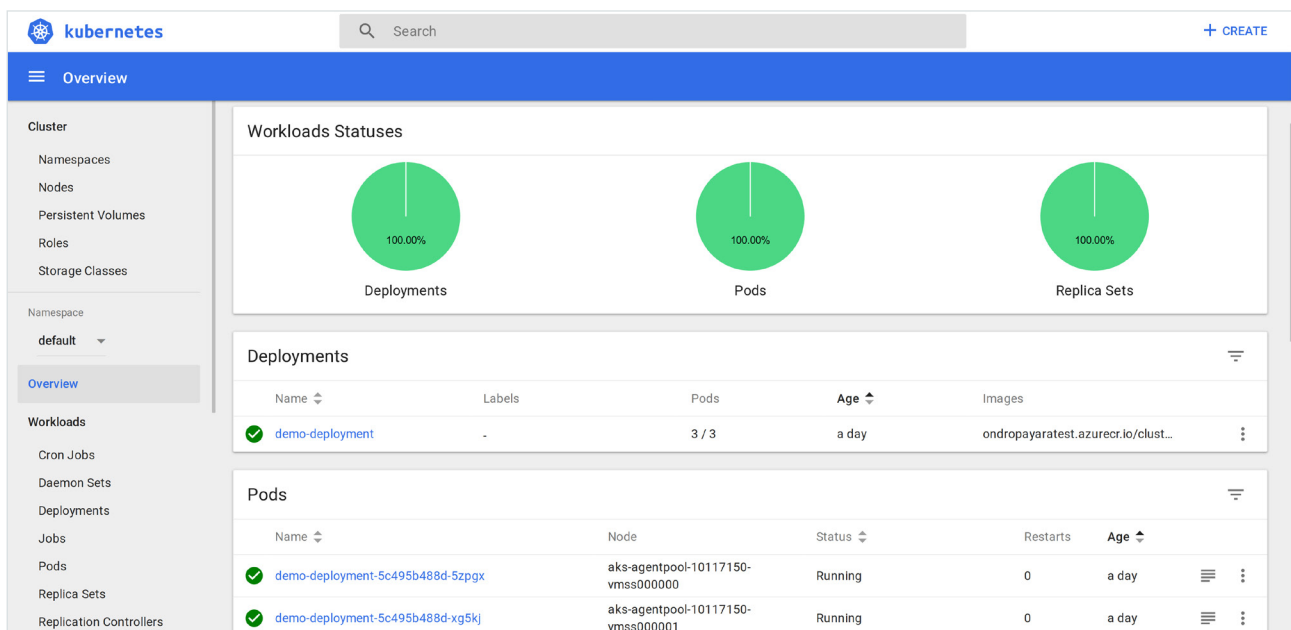 kubernetes
Search
+ CREATE
Overview
Cluster
Namespaces
Nodes
Persistent Volumes
Roles
Storage Classes
Namespace
default
Overview
Workloads
Cron Jobs
Daemon Sets
Deployments
Jobs
Pods
Replica Sets
Replication Controllers
Workloads Statuses
100.00%
Deployments
100.00%
Pods
100.00%
Replica Sets
Deployments
Name Labels Pods Age Images
demo-deployment - 3 / 3 a day ondropayaratest.azurecr.io/clust...
Pods
Name Node Status Restarts Age
demo-deployment-5c495b488d-5zpgx aks-agentpool-10117150- Running 0 a day
vmss000000
demo-deployment-5c495b488d-xg5kj aks-agentpool-10117150- Running 0 a day
vmss000001